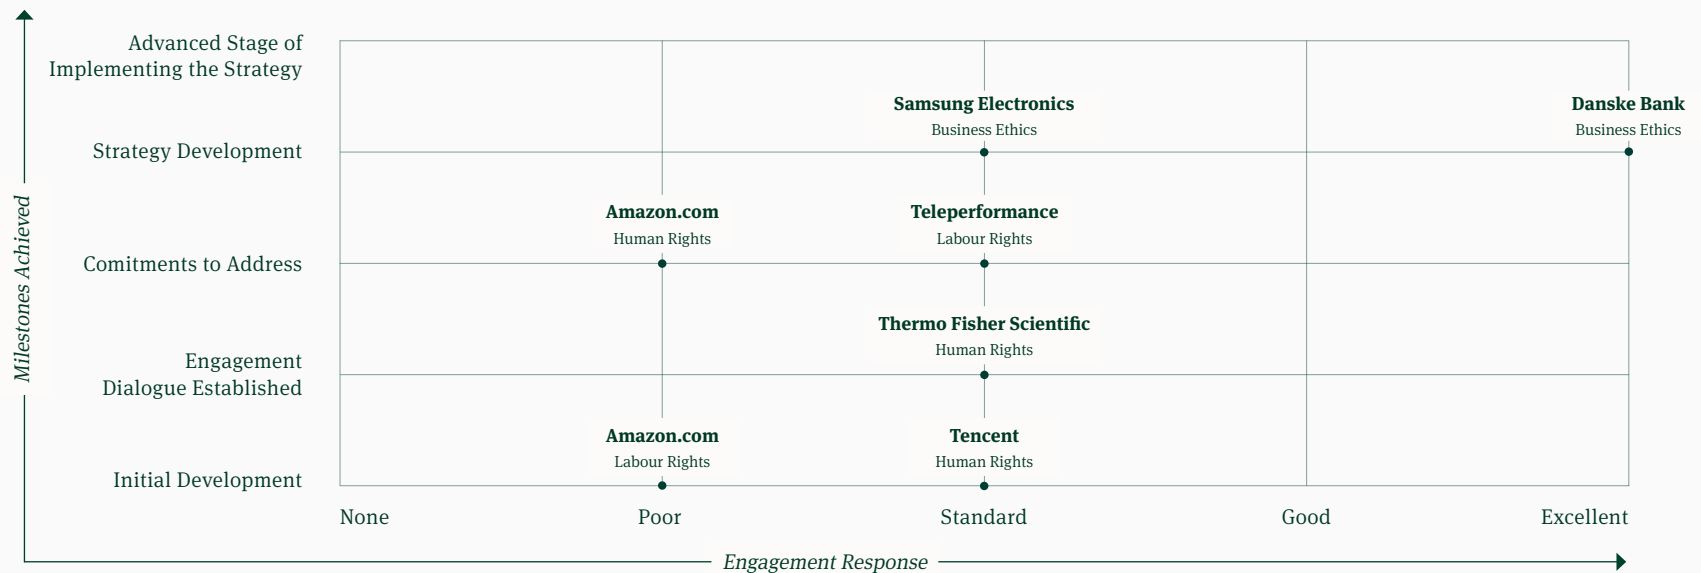 Advanced Stage of
Implementing the Strategy
Samsung Electronics
Business Ethics
Danske Bank
Business Ethics
Strategy Development
Milestones Achieved
Amazon.com
Human Rights
Teleperformance
Labour Rights
Comitments to Address
Thermo Fisher Scientific
Human Rights
Engagement
Dialogue Established
Amazon.com
Labour Rights
Tencent
Human Rights
Initial Development
None
Poor
Standard
Good
Excellent
Engagement Response